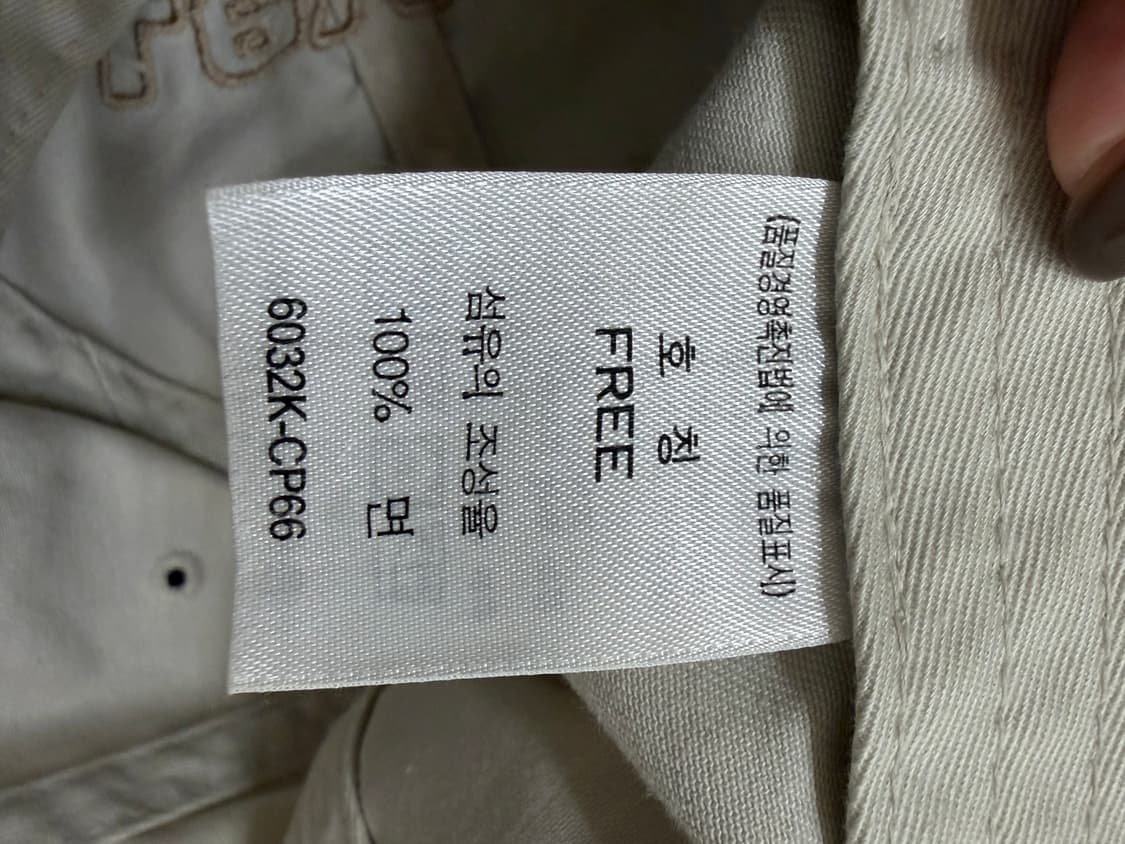 (품질경영촉진법에 의한 품질표시)
호 칭
FREE
섬유의 조성율
100% 면
6032K-CP66